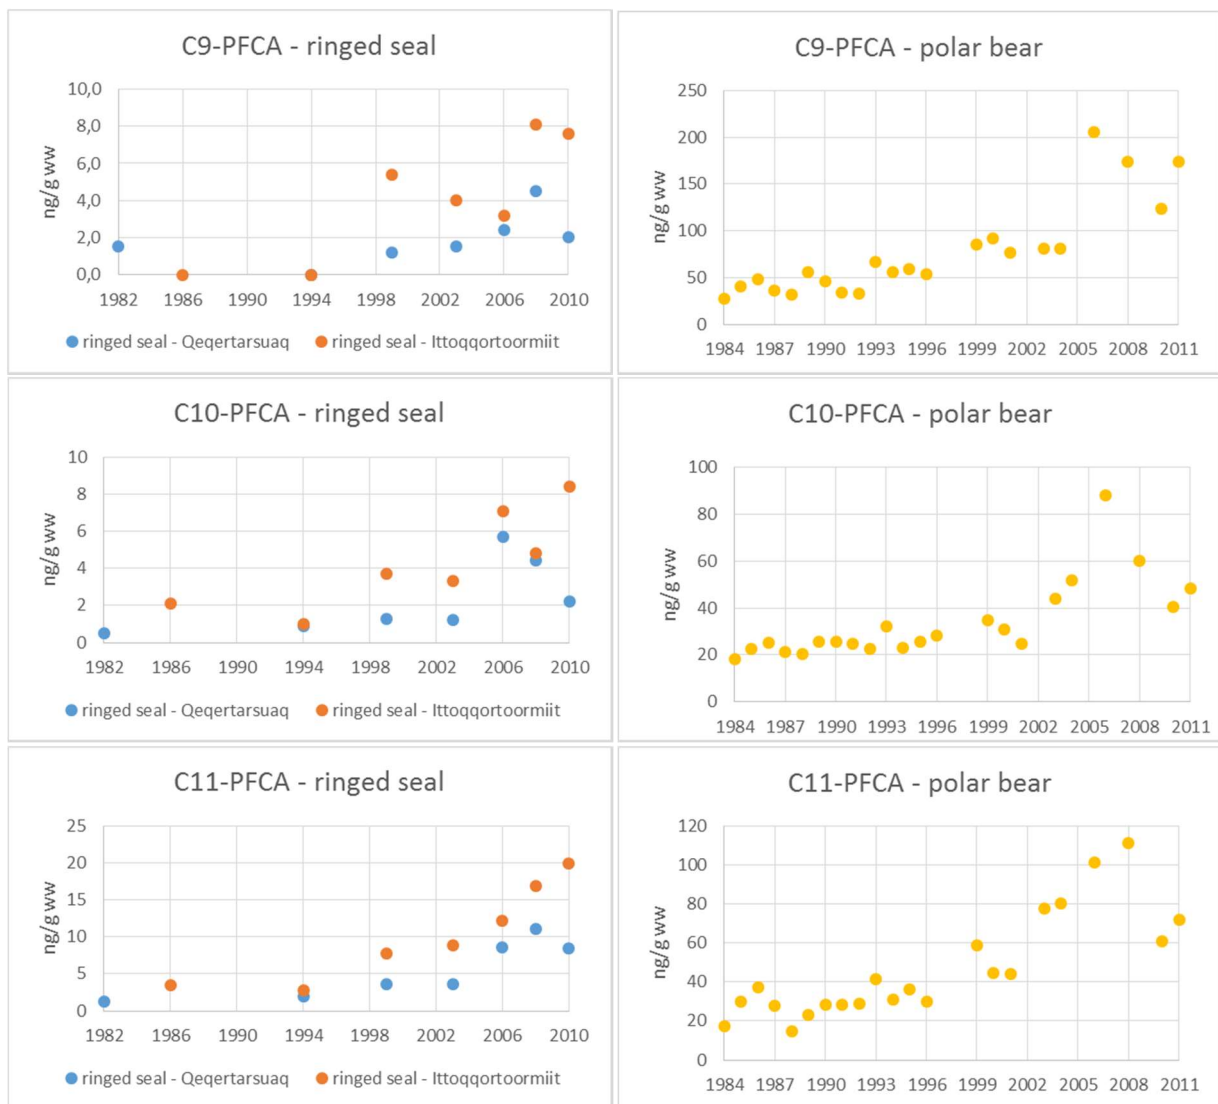 C9-PFCA - ringed seal
ng/g ww
10,0
8,0
6,0
4,0
2,0
0,0
1982 1986 1990 1994 1998 2002 2006 2010
ringed seal - Qeqertarsuaq ringed seal - Ittoqqortoormiit
C9-PFCA - polar bear
ng/g ww
250
200
150
100
50
0
1984 1987 1990 1993 1996 1999 2002 2005 2008 2011
C10-PFCA - ringed seal
ng/g ww
10
8
6
4
2
0
1982 1986 1990 1994 1998 2002 2006 2010
ringed seal - Qeqertarsuaq ringed seal - Ittoqqortoormiit
C10-PFCA - polar bear
ng/g ww
100
80
60
40
20
0
1984 1987 1990 1993 1996 1999 2002 2005 2008 2011
C11-PFCA - ringed seal
ng/g ww
25
20
15
10
5
0
1982 1986 1990 1994 1998 2002 2006 2010
ringed seal - Qeqertarsuaq ringed seal - Ittoqqortoormiit
C11-PFCA - polar bear
ng/g ww
120
100
80
60
40
20
0
1984 1987 1990 1993 1996 1999 2002 2005 2008 2011